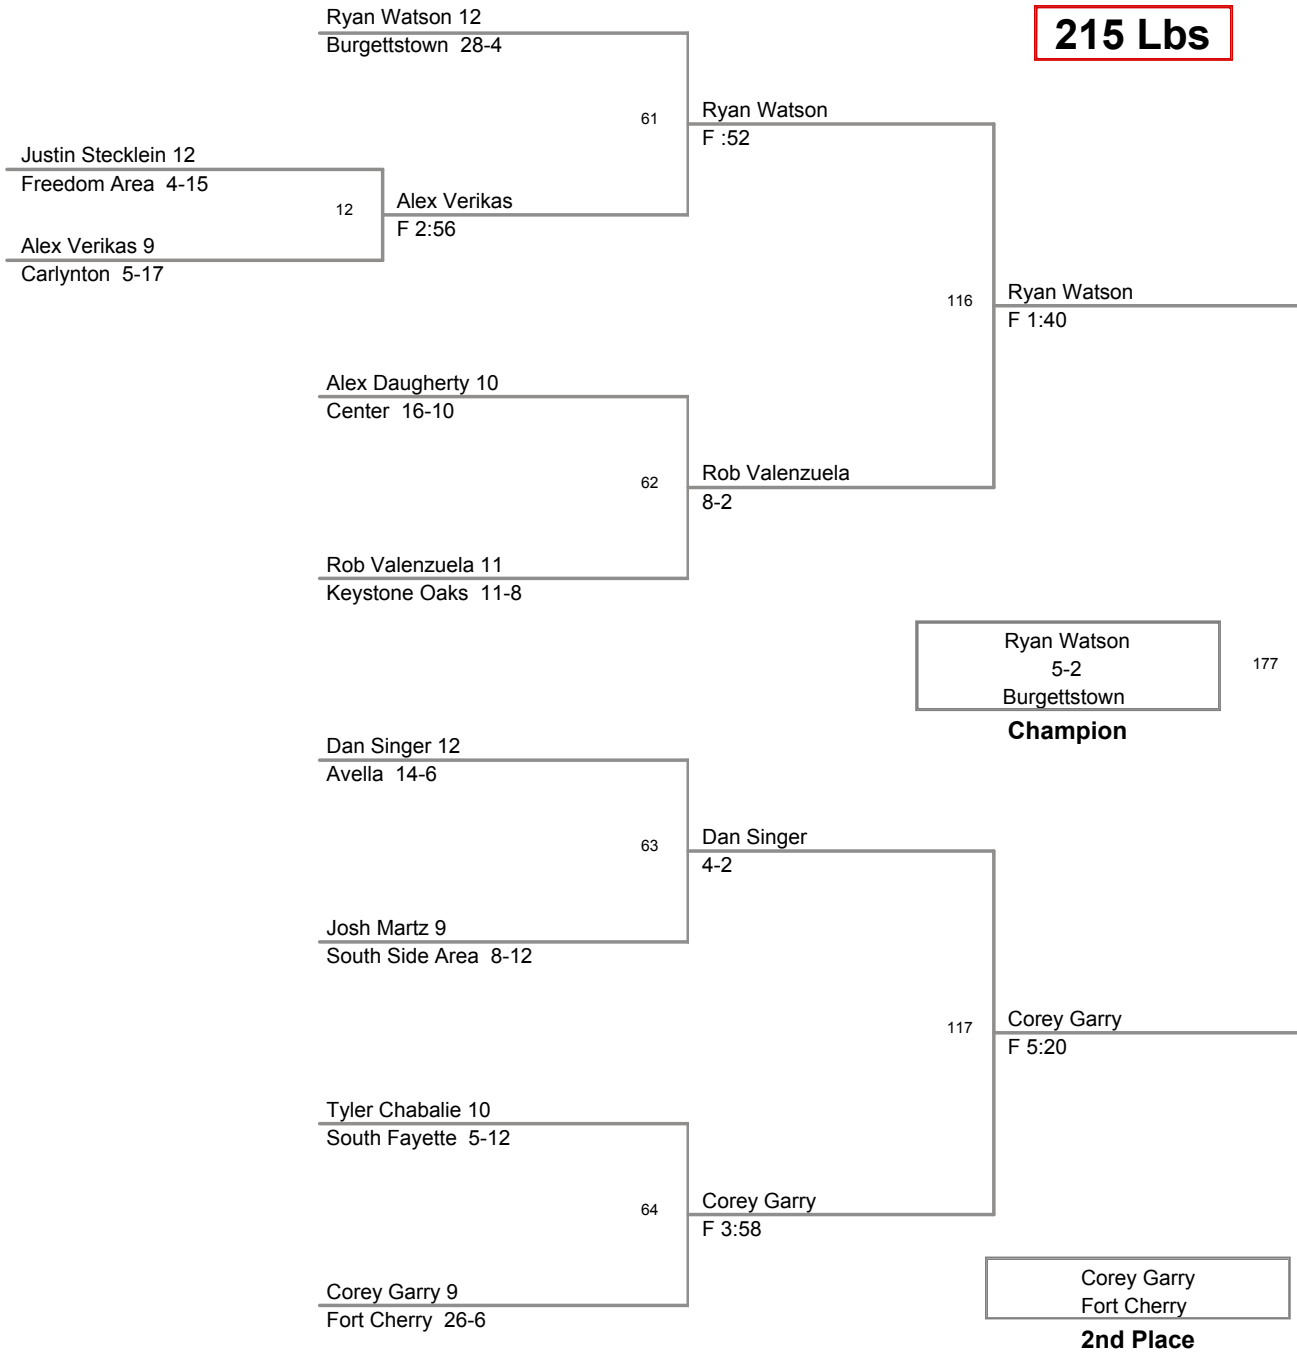 Ryan Watson 12
Burgettstown  28-4
215 Lbs
61
Ryan Watson
F :52
Justin Stecklein 12
Freedom Area  4-15
12
Alex Verikas
F 2:56
Alex Verikas 9
Carlynton  5-17
116
Ryan Watson
F 1:40
Alex Daugherty 10
Center  16-10
62
Rob Valenzuela
8-2
Rob Valenzuela 11
Keystone Oaks  11-8
Ryan Watson
5-2
Burgettstown
177
Champion
Dan Singer 12
Avella  14-6
63
Dan Singer
4-2
Josh Martz 9
South Side Area  8-12
117
Corey Garry
F 5:20
Tyler Chabalie 10
South Fayette  5-12
64
Corey Garry
F 3:58
Corey Garry 9
Fort Cherry  26-6
Corey Garry
Fort Cherry
2nd Place